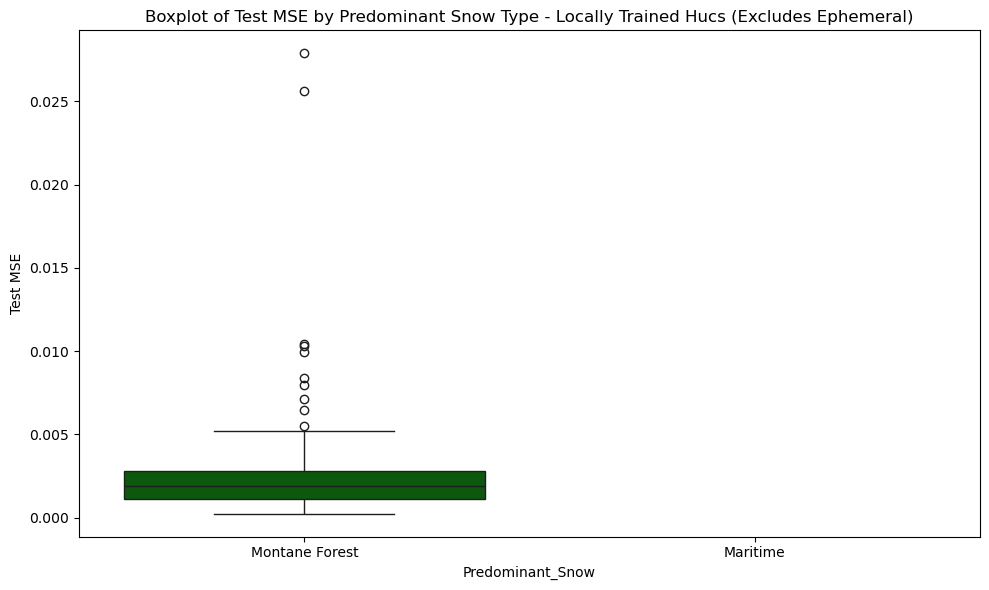 Boxplot of Test MSE by Predominant Snow Type - Locally Trained Hucs (Excludes Ephemeral)
Test MSE
0.025
0.020
0.015
0.010
0.005
0.000
Montane Forest
Maritime
Predominant_Snow